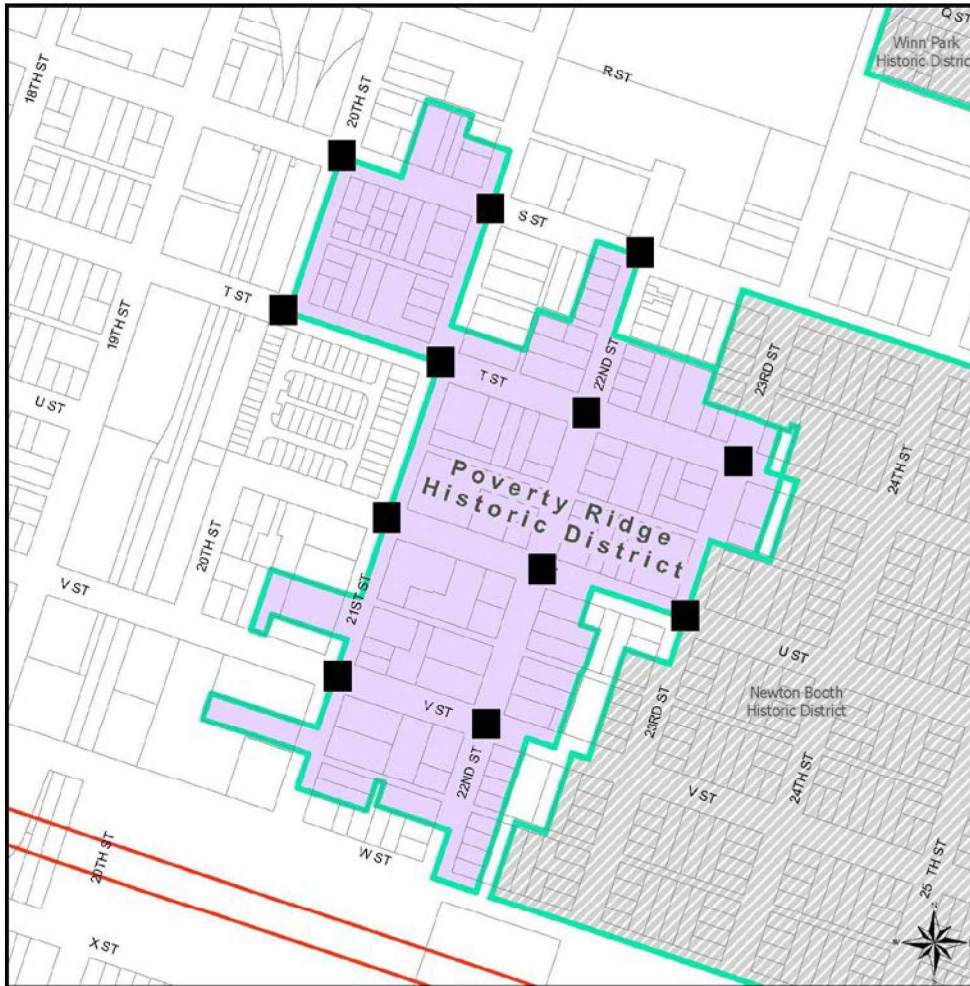 Q ST
Winn Park
Historic Distric
18TH ST
20TH ST
R ST
S ST
T ST
19TH ST
23RD ST
22ND ST
T ST
U ST
24TH ST
Poverty Ridge
Historic District
20TH ST
21ST ST
V ST
U ST
Newton Booth
Historic District
23RD ST
V ST
22ND ST
24TH ST
V ST
W ST
20TH ST
25 TH ST
X ST